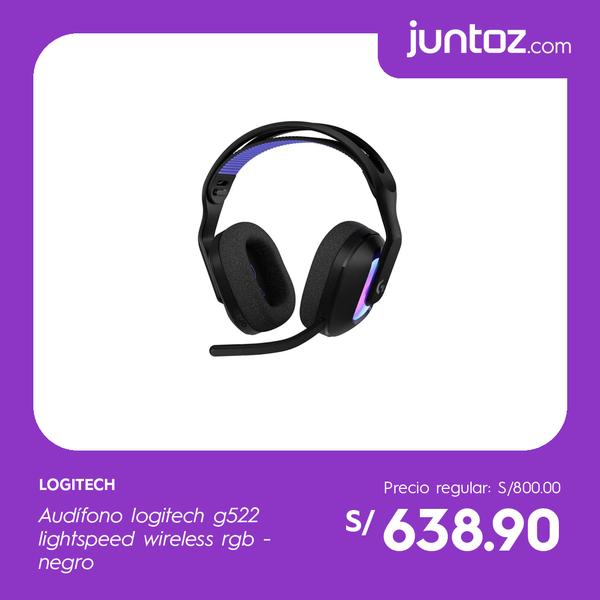 juntoz.com
LOGITECH
Audífono logitech g522
lightspeed wireless rgb -
negro
Precio regular: S/800.00
S/ 638.90